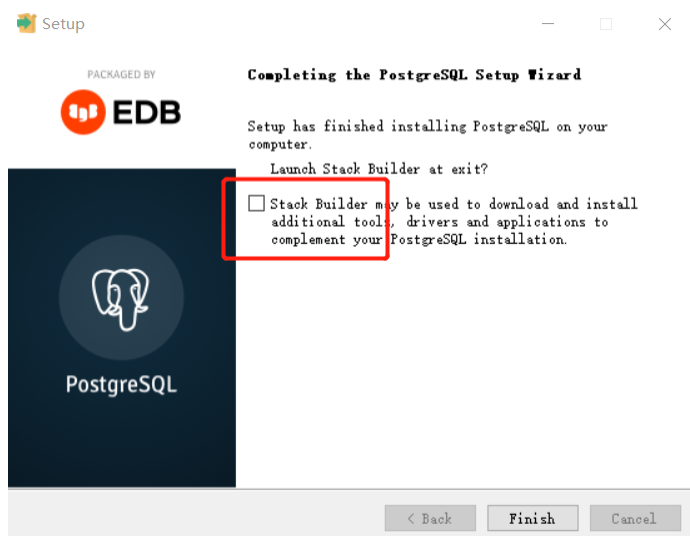 Setup
PACKAGED BY
EDB
PostgreSQL
Completing the PostgreSQL Setup Wizard
Setup has finished installing PostgreSQL on your
computer.
Launch Stack Builder at exit?
Stack Builder may be used to download and install
additional tools, drivers and applications to
complement your PostgreSQL installation.
< Back
Finish
Cancel